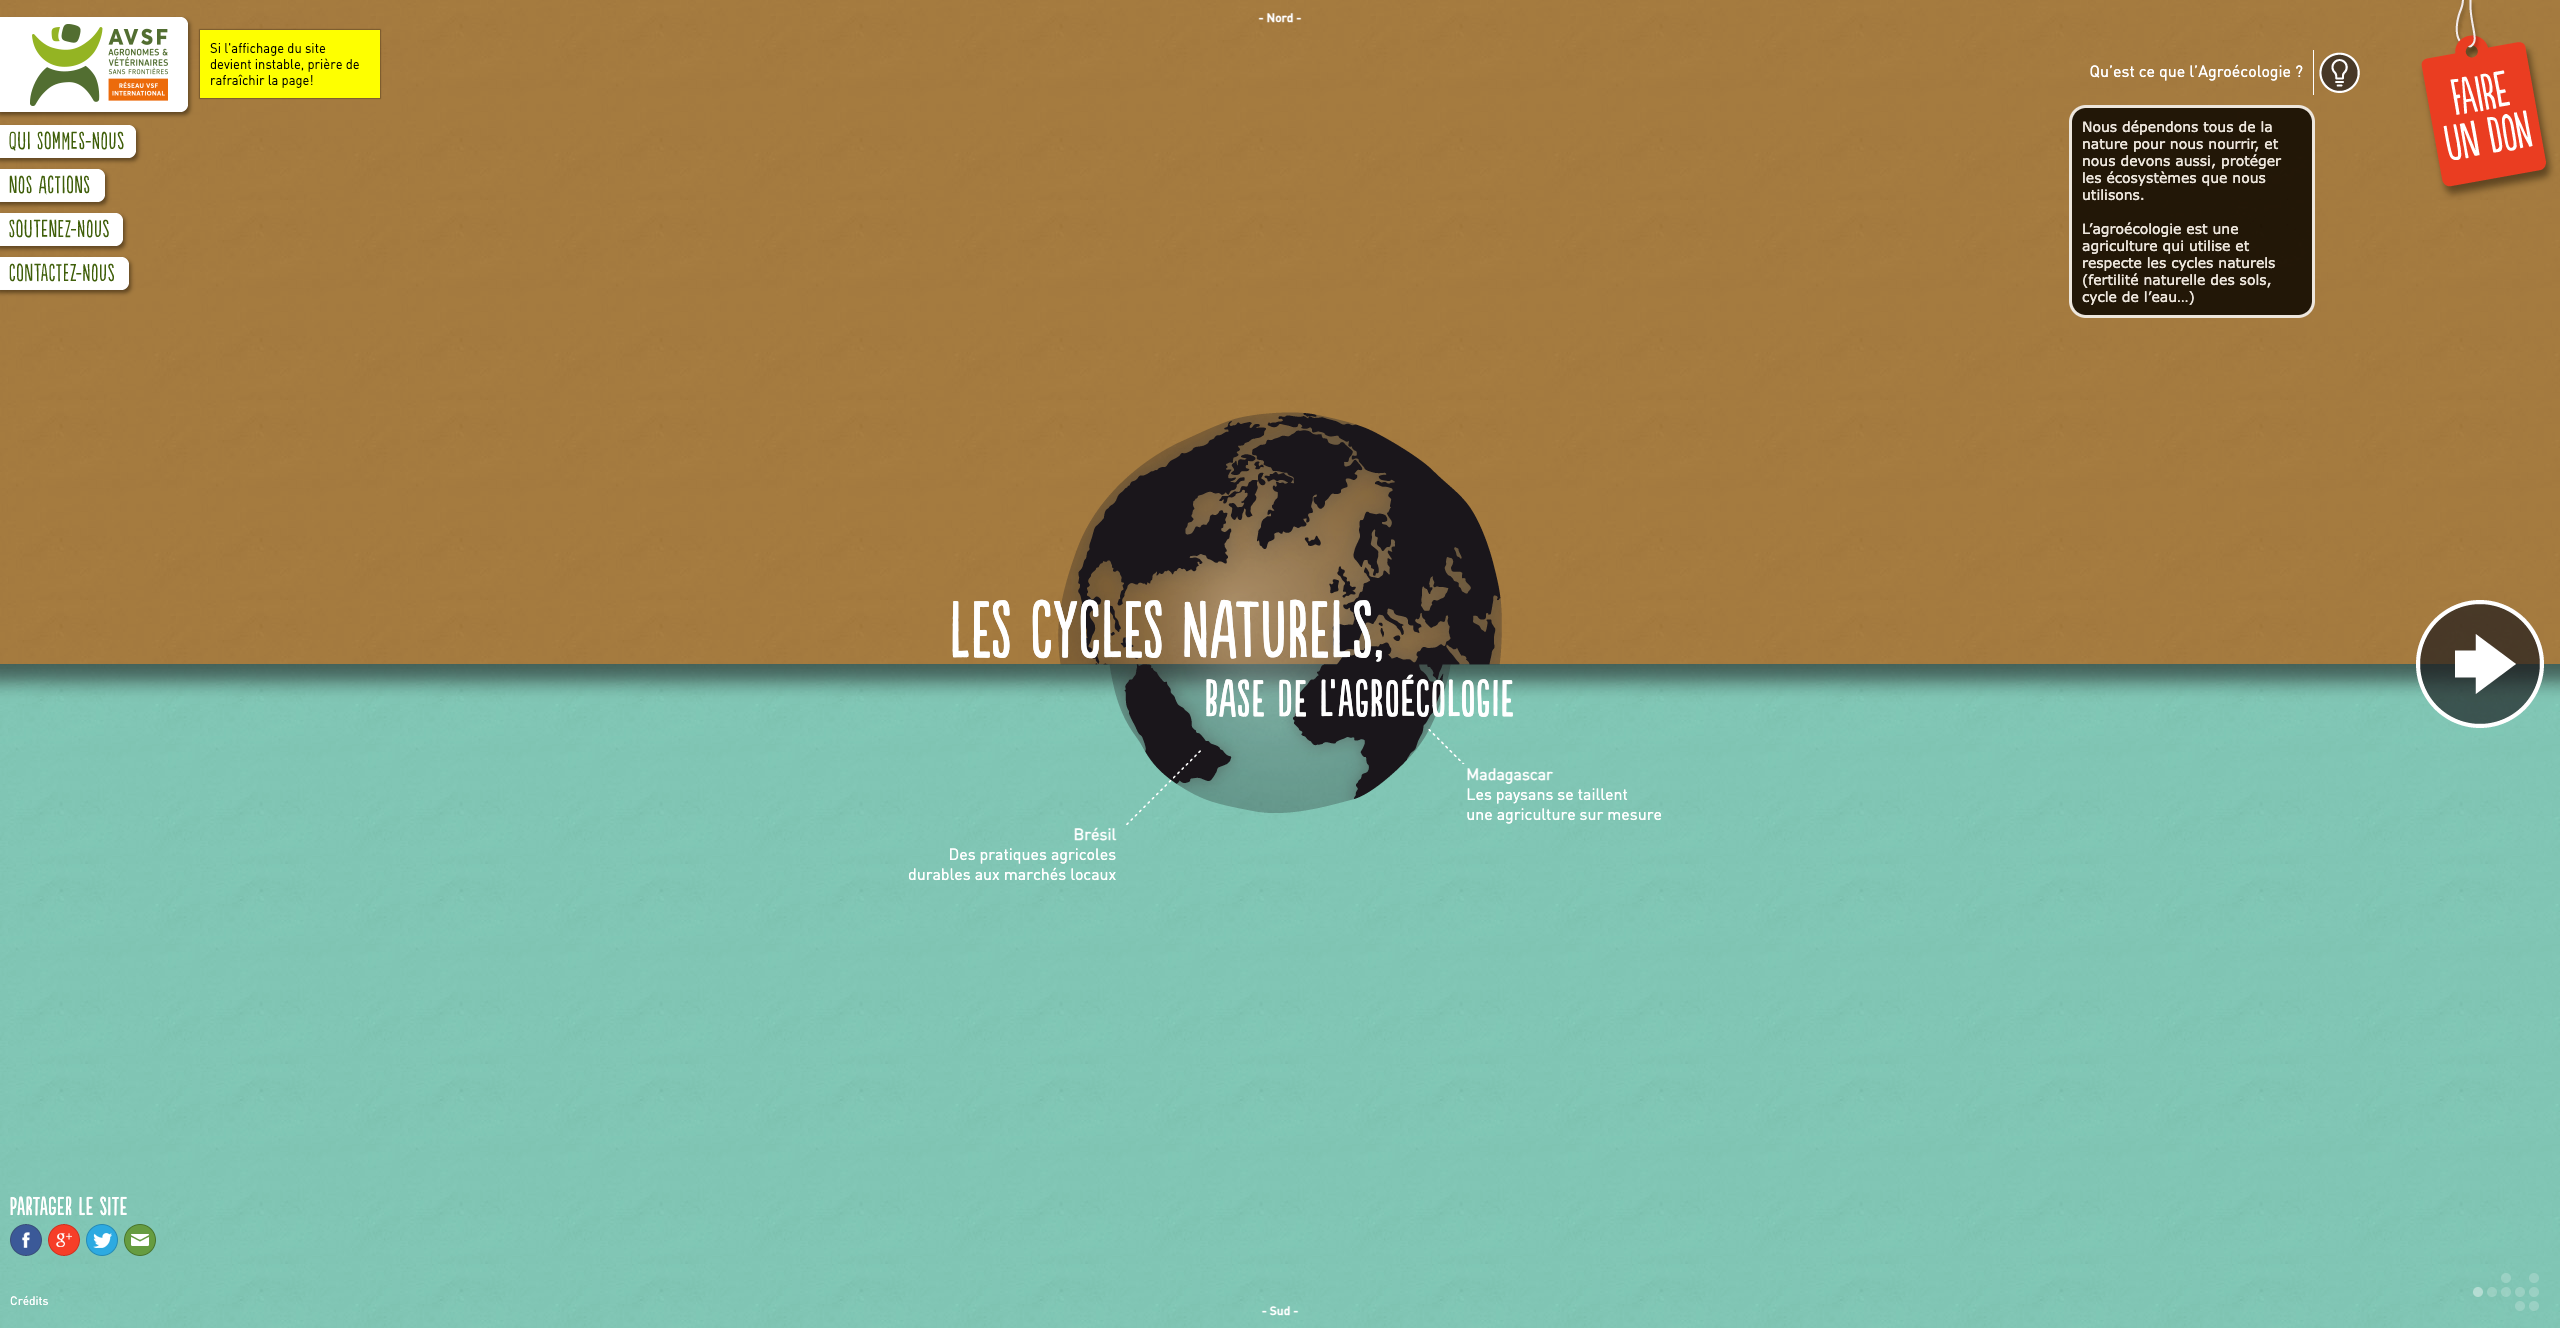 - Nord -
AVSF
AGRONOMES &
VÉTÉRINAIRES
SANS FRONTIÈRES
RÉSEAU VSF
INTERNATIONAL
Si l'affichage du site
devient instable, prière de
rafraîchir la page!
QUI SOMMES-NOUS
NOS ACTIONS
SOUTENEZ-NOUS
CONTACTEZ-NOUS
Qu'est ce que l'Agroécologie ?
Nous dépendons tous de la
nature pour nous nourrir, et
nous devons aussi, protéger
les écosystèmes que nous
utilisons.
L’agroécologie est une
agriculture qui utilise et
respecte les cycles naturels
(fertilité naturelle des sols,
cycle de l’eau…)
FAIRE
UN DON
LES CYCLES NATURELS,
BASE DE L'AGROÉCOLOGIE
Madagascar
Les paysans se taillent
une agriculture sur mesure
Brésil
Des pratiques agricoles
durables aux marchés locaux
PARTAGER LE SITE
f
g+
Crédits
- Sud -